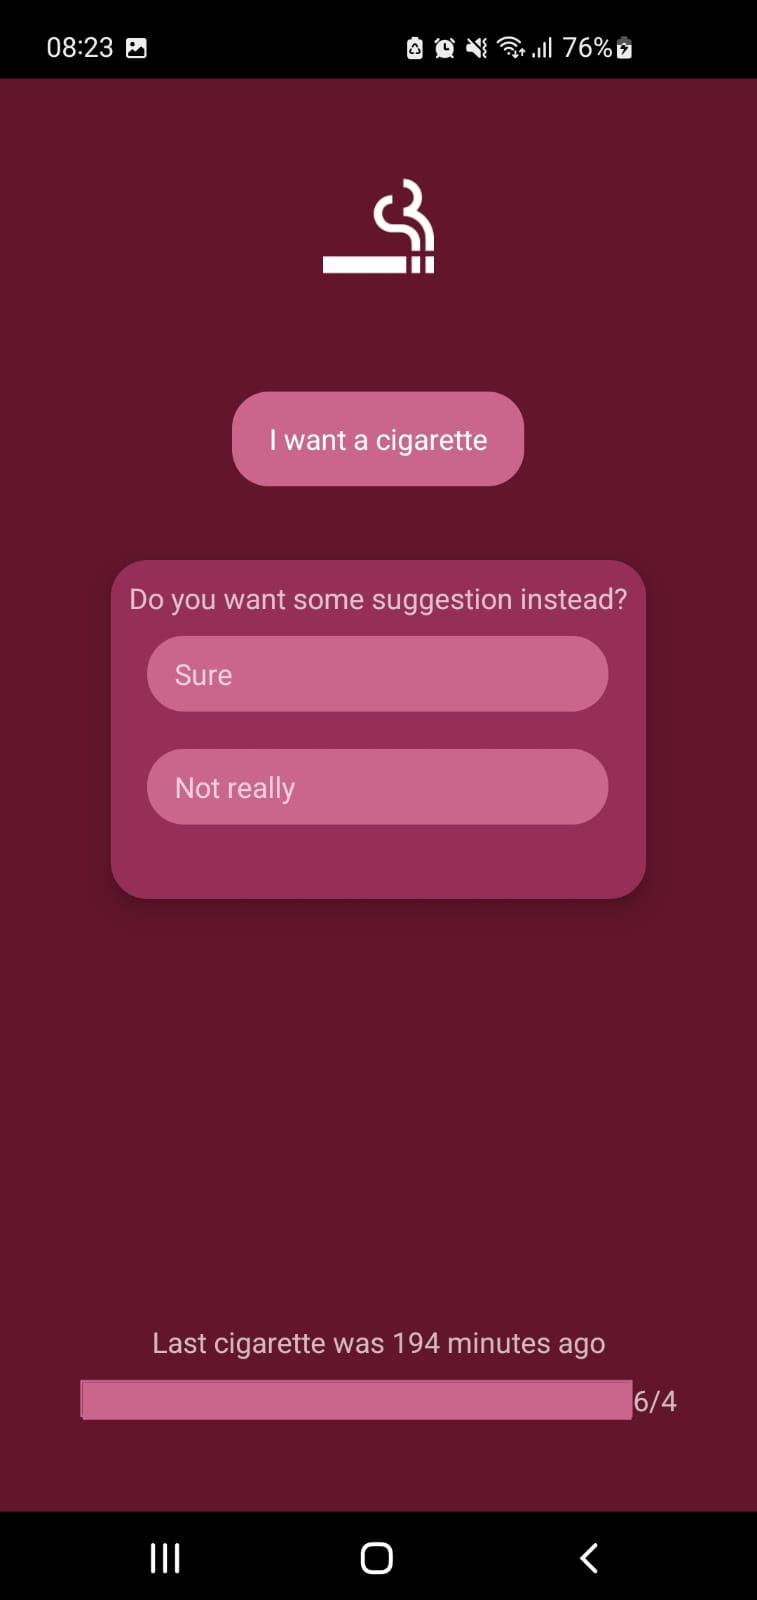 08:23 76%
I want a cigarette
Do you want some suggestion instead?
Sure
Not really
Last cigarette was 194 minutes ago
6/4